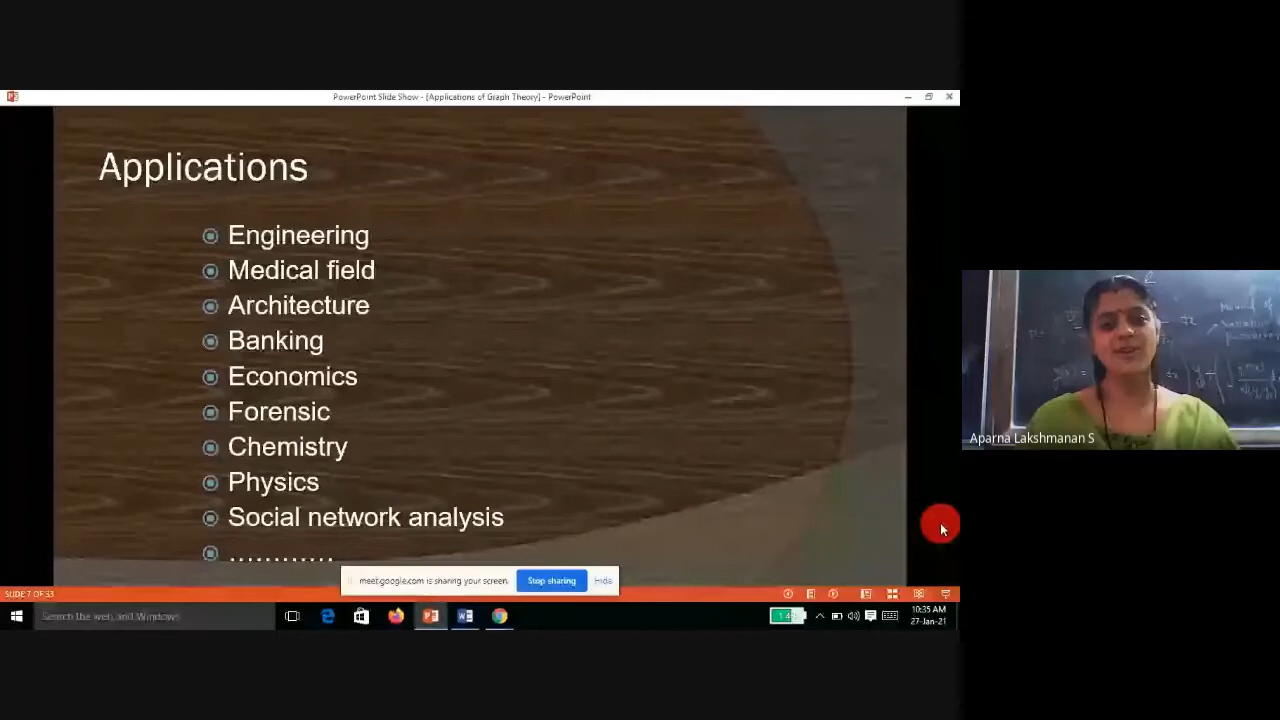 PowerPoint Slide Show - [Applications of Graph Theory] - PowerPoint
Applications
Engineering
Medical field
Architecture
Banking
Economics
Forensic
Chemistry
Physics
Social network analysis
............
meet.google.com is sharing your screen. Stop sharing Hide
SLIDE 7 OF 33
Search the web and Windows
10:35 AM
27-Jan-21
Aparna Lakshmanan S